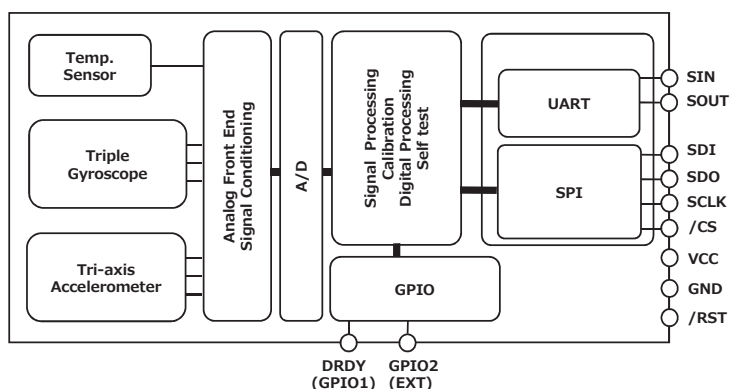 Temp.
Sensor
Triple
Gyroscope
Tri-axis
Accelerometer
Analog Front End
Signal Conditioning
A/D
Signal Processing
Calibration
Digital Processing
Self test
UART
SPI
GPIO
SIN
SOUT
SDI
SDO
SCLK
/CS
VCC
GND
/RST
DRDY
(GPIO1)
GPIO2
(EXT)